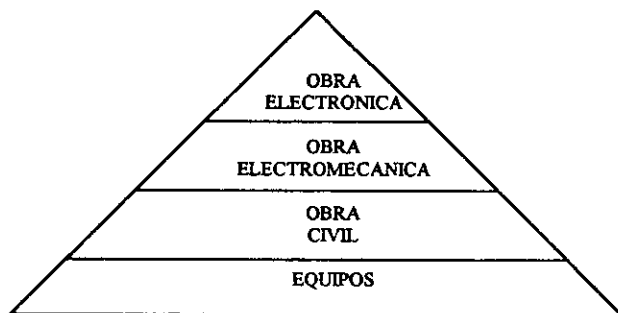 OBRA
ELECTRONICA
OBRA
ELECTROMECANICA
OBRA
CIVIL
EQUIPOS